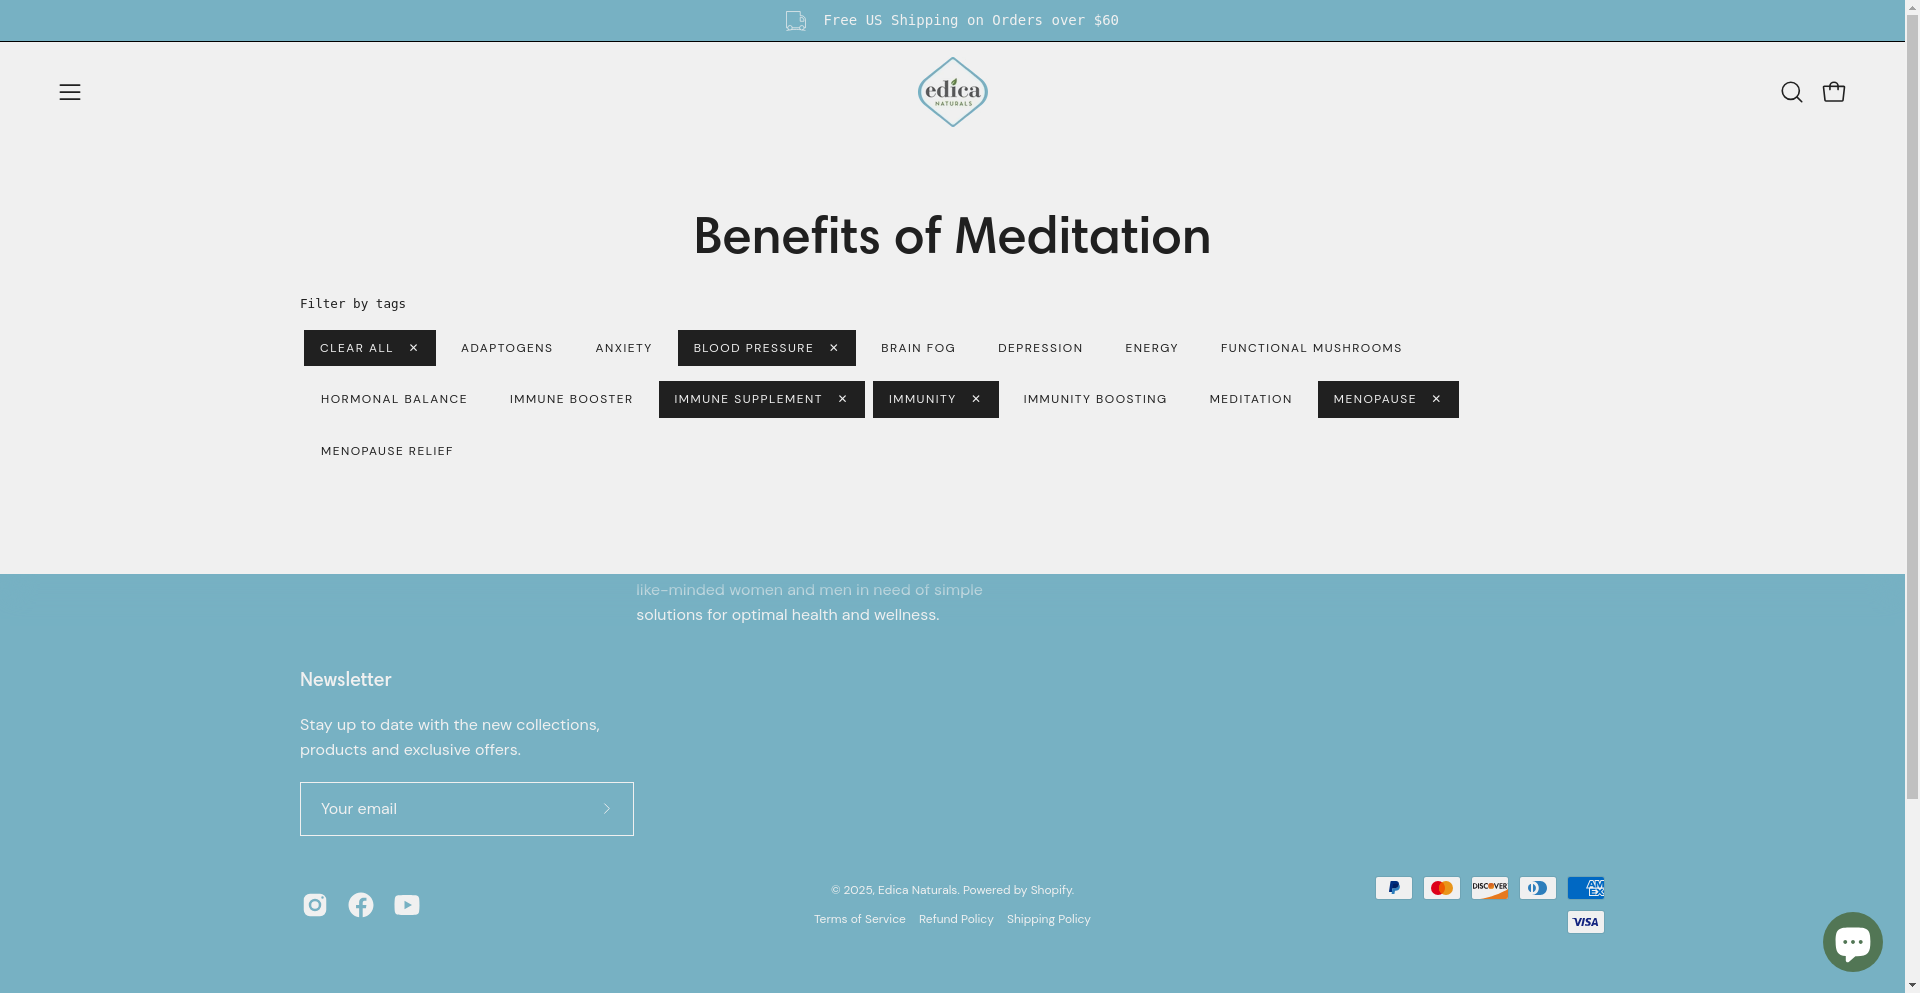 Free US Shipping on Orders over $60
edica
NATURALS
Benefits of Meditation
Filter by tags
CLEAR ALL ✕ ADAPTOGENS ANXIETY BLOOD PRESSURE ✕ BRAIN FOG DEPRESSION ENERGY FUNCTIONAL MUSHROOMS
HORMONAL BALANCE IMMUNE BOOSTER IMMUNE SUPPLEMENT ✕ IMMUNITY ✕ IMMUNITY BOOSTING MEDITATION MENOPAUSE ✕
MENOPAUSE RELIEF
like-minded women and men in need of simple
solutions for optimal health and wellness.
Newsletter
Stay up to date with the new collections,
products and exclusive offers.
Your email
© 2025, Edica Naturals. Powered by Shopify.
Terms of Service Refund Policy Shipping Policy
DISCOVER
AM
EX
VISA